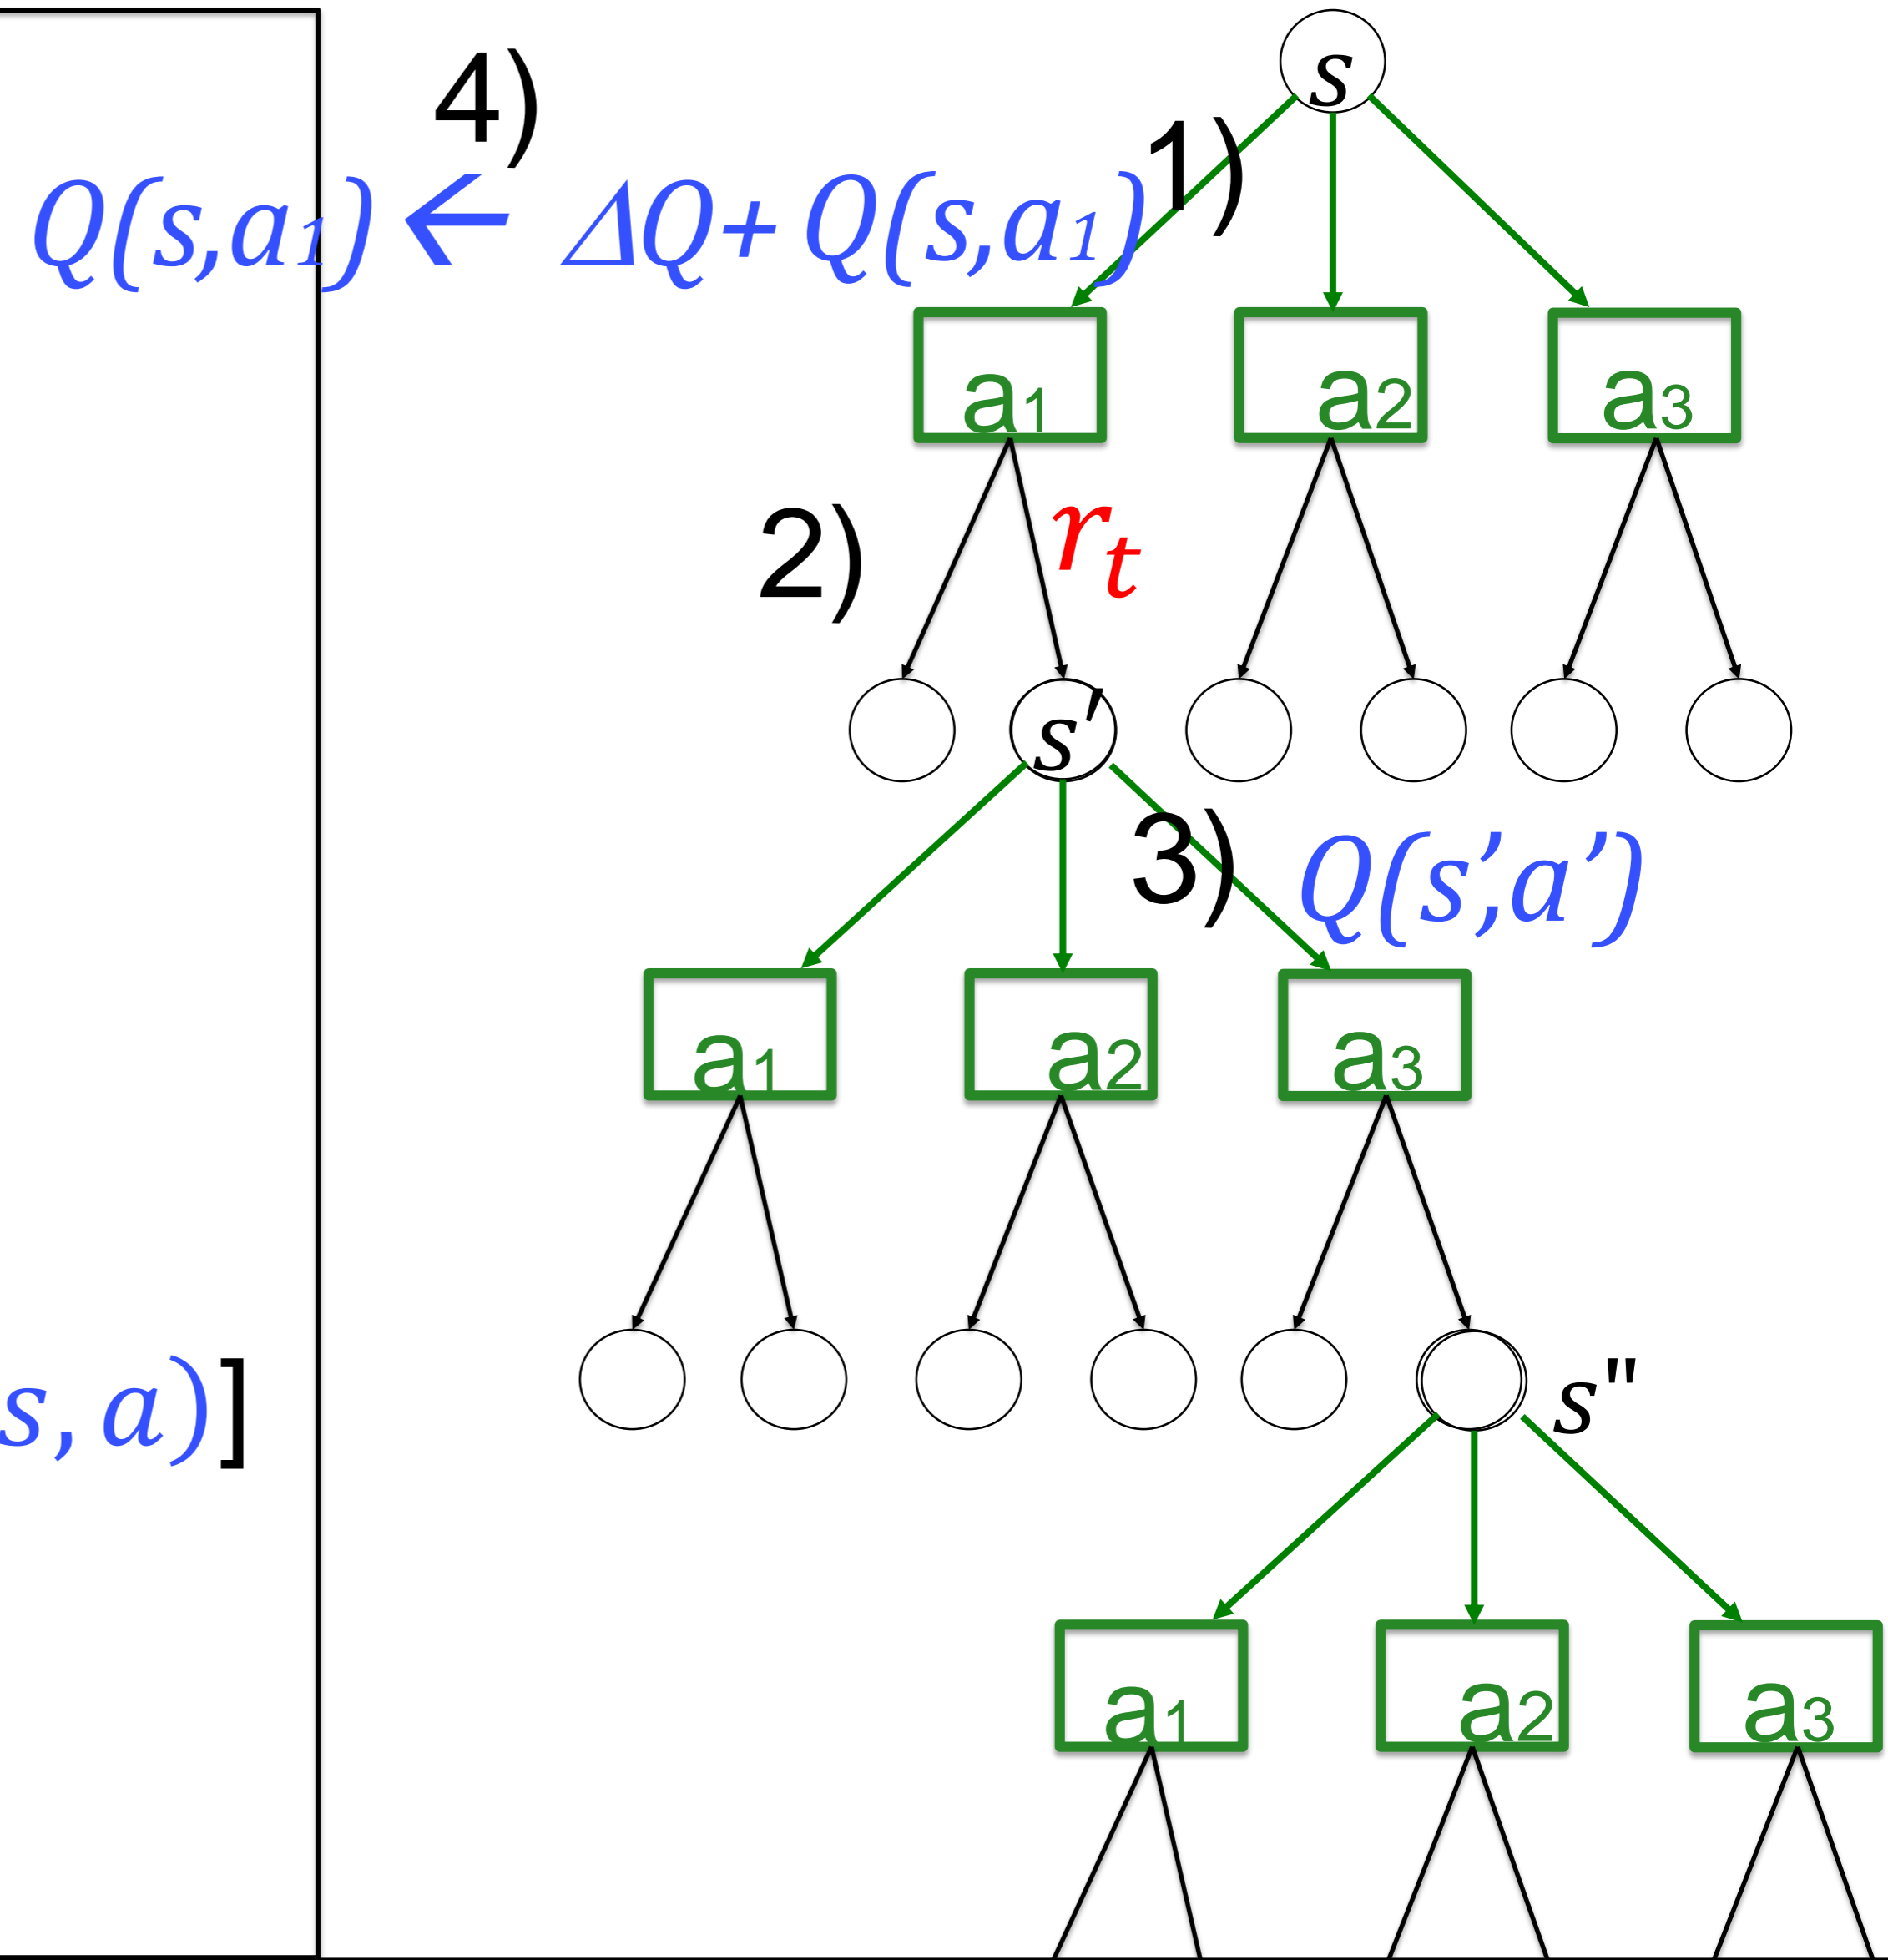 s
4)
1)
Q(s,a1) ← ΔQ+ Q(s,a1)
a1 a2 a3
2)
rt
s'
3)
Q(s’,a’)
a1 a2 a3
s, a)]
s"
a1 a2 a3